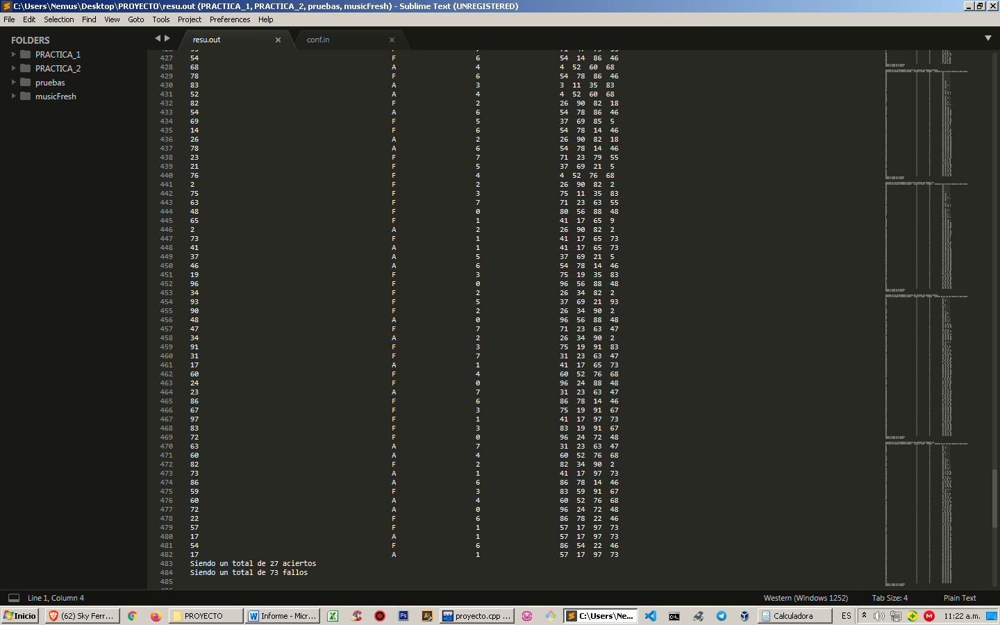 C:\Users\Nemus\Desktop\PROYECTO\resu.out (PRACTICA_1, PRACTICA_2, pruebas, musicFresh) - Sublime Text (UNREGISTERED)
File Edit Selection Find View Goto Tools Project Preferences Help
FOLDERS
PRACTICA_1
PRACTICA_2
pruebas
musicFresh
resu.out
conf.in
427 54 F 6 54 14 86 46
428 68 A 4 4 52 60 68
429 78 F 6 54 78 86 46
430 83 A 3 3 11 35 83
431 52 A 4 4 52 60 68
432 82 F 2 26 90 82 18
433 54 A 6 54 78 86 46
434 69 F 5 37 69 85 5
435 14 F 6 54 78 14 46
436 26 A 2 26 90 82 18
437 78 A 6 54 78 14 46
438 23 F 7 71 23 79 55
439 21 F 5 37 69 21 5
440 76 F 4 4 52 76 68
441 2 F 2 26 90 82 2
442 75 F 3 75 11 35 83
443 63 F 7 71 23 63 55
444 48 F 0 80 56 88 48
445 65 F 1 41 17 65 9
446 2 A 2 26 90 82 2
447 73 F 1 41 17 65 73
448 41 A 1 41 17 65 73
449 37 A 5 37 69 21 5
450 46 A 6 54 78 14 46
451 19 F 3 75 19 35 83
452 96 F 0 96 56 88 48
453 34 F 2 26 34 82 2
454 93 F 5 37 69 21 93
455 90 F 2 26 34 90 2
456 48 A 0 96 56 88 48
457 47 F 7 71 23 63 47
458 34 A 2 26 34 90 2
459 91 F 3 75 19 91 83
460 31 F 7 31 23 63 47
461 17 A 1 41 17 65 73
462 60 F 4 60 52 76 68
463 24 F 0 96 24 88 48
464 23 A 7 31 23 63 47
465 86 F 6 86 78 14 46
466 67 F 3 75 19 91 67
467 97 F 1 41 17 97 73
468 83 F 3 83 19 91 67
469 72 F 0 96 24 72 48
470 63 A 7 31 23 63 47
471 60 A 4 60 52 76 68
472 82 F 2 82 34 90 2
473 73 A 1 41 17 97 73
474 86 A 6 86 78 14 46
475 59 F 3 83 59 91 67
476 60 A 4 60 52 76 68
477 72 A 0 96 24 72 48
478 22 F 6 86 78 22 46
479 57 F 1 57 17 97 73
480 17 A 1 57 17 97 73
481 54 F 6 86 54 22 46
482 17 A 1 57 17 97 73
483 Siendo un total de 27 aciertos
484 Siendo un total de 73 fallos
485
Line 1, Column 4 Western (Windows 1252) Tab Size: 4 Plain Text
Inicio (62) Sky Ferr... PROYECTO Informe - Micr... proyecto.cpp ... C:\Users\Ne... Calculadora ES 11:22 a.m.